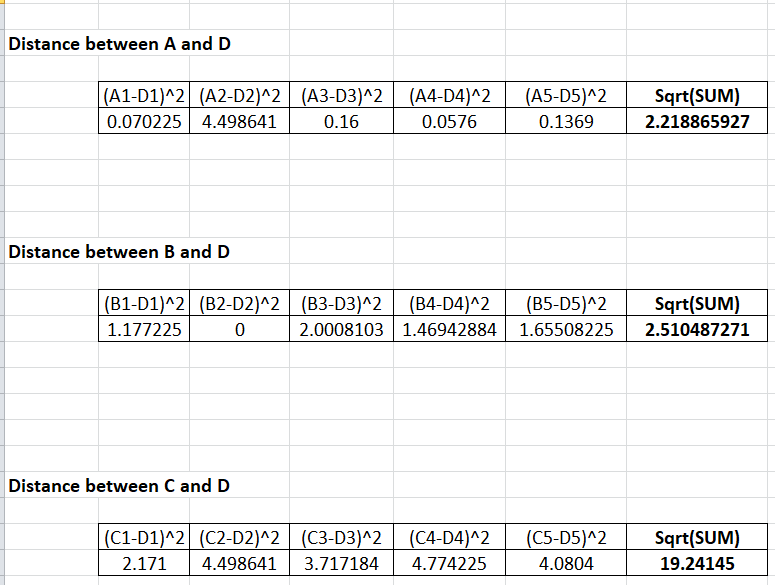 Distance between A and D
(A1-D1)^2 (A2-D2)^2 (A3-D3)^2 (A4-D4)^2 (A5-D5)^2 Sqrt(SUM)
0.070225 4.498641 0.16 0.0576 0.1369 2.218865927
Distance between B and D
(B1-D1)^2 (B2-D2)^2 (B3-D3)^2 (B4-D4)^2 (B5-D5)^2 Sqrt(SUM)
1.177225 0 2.0008103 1.46942884 1.65508225 2.510487271
Distance between C and D
(C1-D1)^2 (C2-D2)^2 (C3-D3)^2 (C4-D4)^2 (C5-D5)^2 Sqrt(SUM)
2.171 4.498641 3.717184 4.774225 4.0804 19.24145